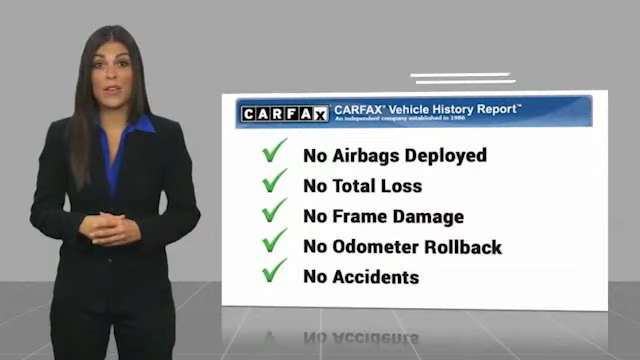 CARFAX CARFAX® Vehicle History Report™
An independent company established in 1986
No Airbags Deployed
No Total Loss
No Frame Damage
No Odometer Rollback
No Accidents